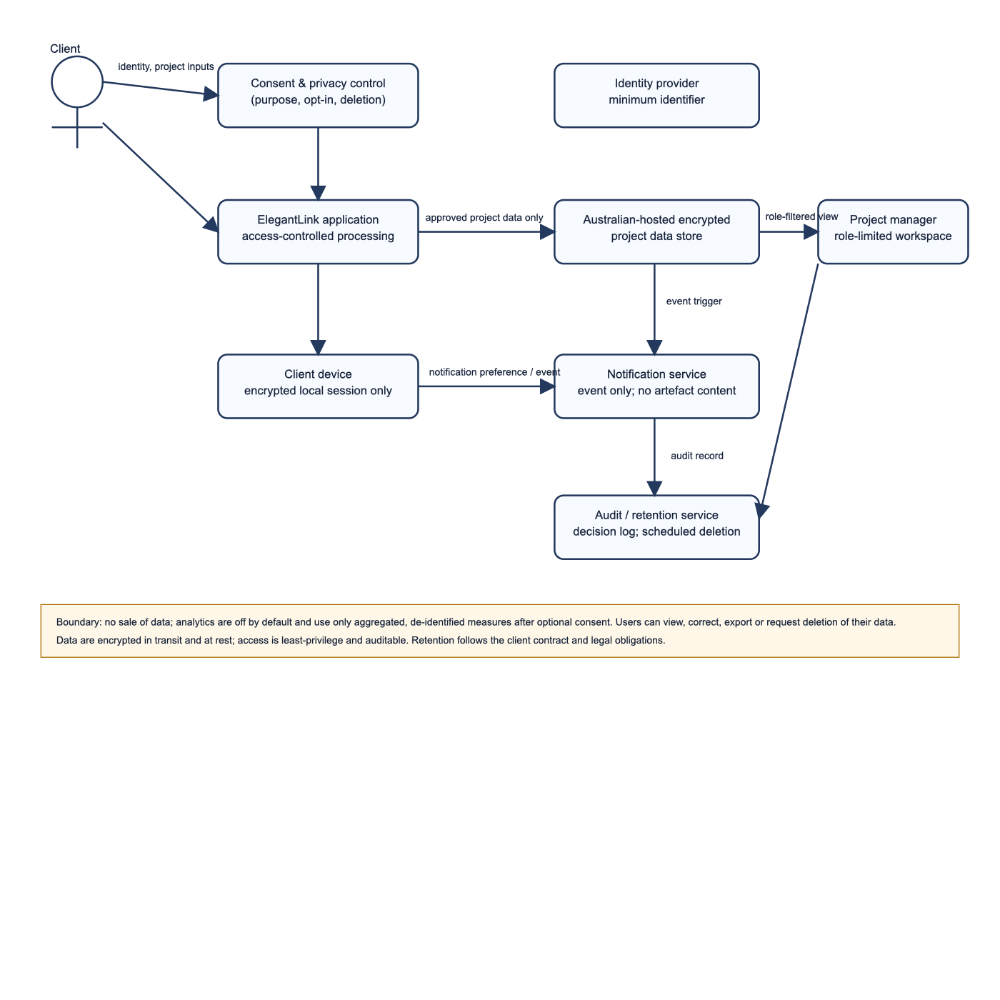 Client
identity, project inputs
Consent & privacy control
(purpose, opt-in, deletion)
Identity provider
minimum identifier
ElegantLink application
access-controlled processing
approved project data only
Australian-hosted encrypted
project data store
role-filtered view
Project manager
role-limited workspace
event trigger
Client device
encrypted local session only
notification preference / event
Notification service
event only; no artefact content
audit record
Audit / retention service
decision log; scheduled deletion
Boundary: no sale of data; analytics are off by default and use only aggregated, de-identified measures after optional consent. Users can view, correct, export or request deletion of their data.
Data are encrypted in transit and at rest; access is least-privilege and auditable. Retention follows the client contract and legal obligations.